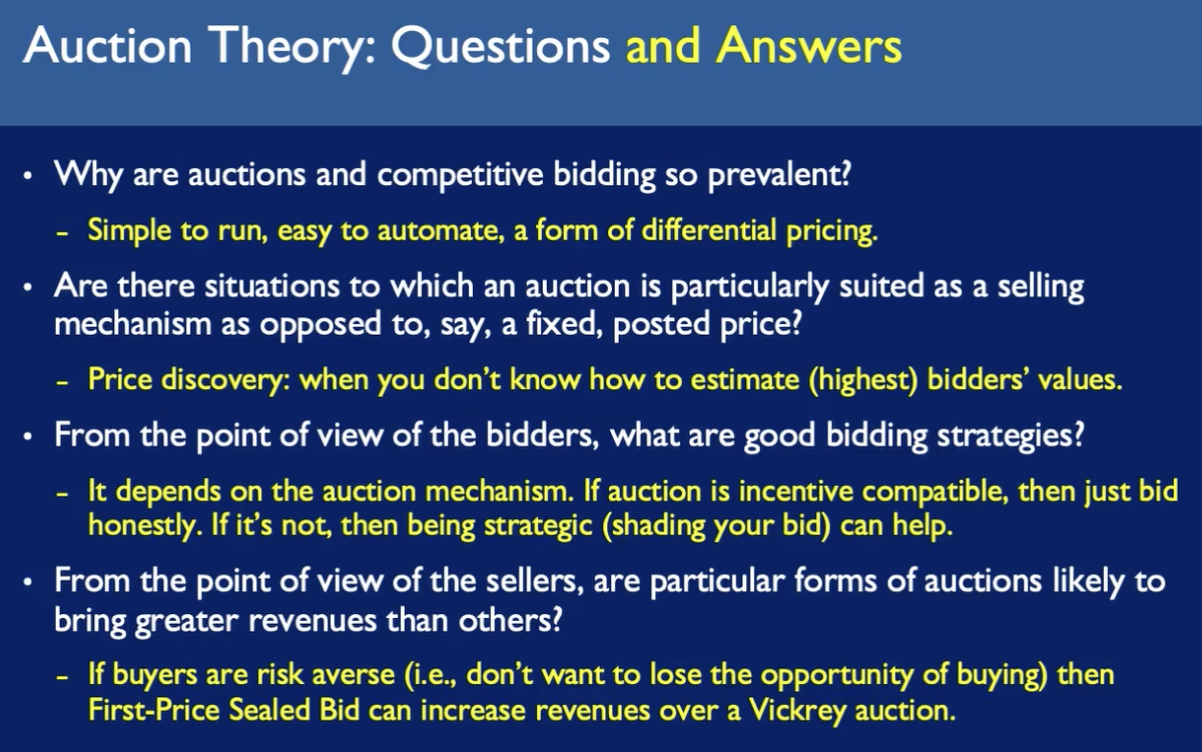 Auction Theory: Questions and Answers
• Why are auctions and competitive bidding so prevalent?
– Simple to run, easy to automate, a form of differential pricing.
• Are there situations to which an auction is particularly suited as a selling
mechanism as opposed to, say, a fixed, posted price?
– Price discovery: when you don’t know how to estimate (highest) bidders’ values.
• From the point of view of the bidders, what are good bidding strategies?
– It depends on the auction mechanism. If auction is incentive compatible, then just bid
honestly. If it’s not, then being strategic (shading your bid) can help.
• From the point of view of the sellers, are particular forms of auctions likely to
bring greater revenues than others?
– If buyers are risk averse (i.e., don’t want to lose the opportunity of buying) then
First-Price Sealed Bid can increase revenues over a Vickrey auction.